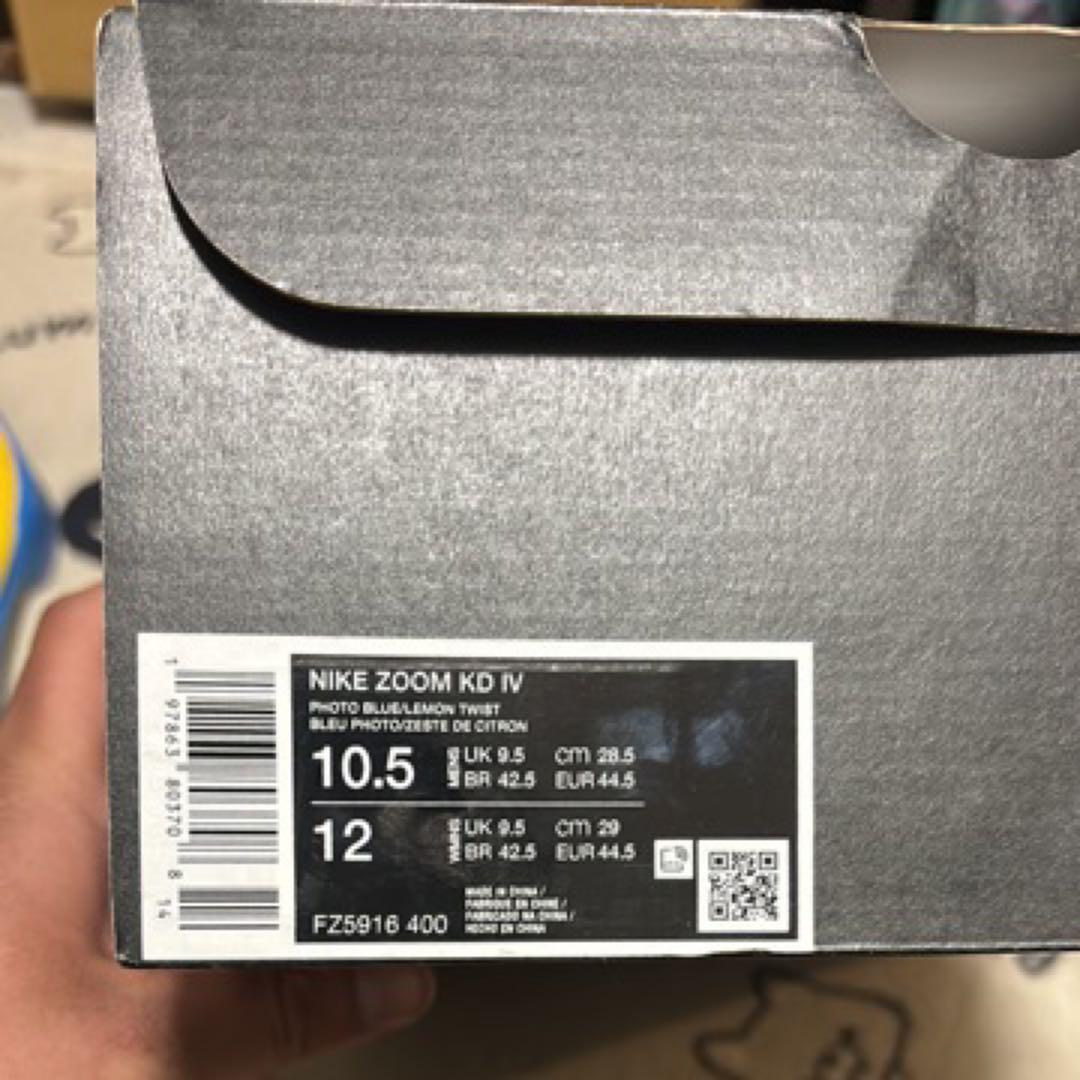 NIKE ZOOM KD IV
PHOTO BLUE/LEMON TWIST
BLEU PHOTO/ZESTE DE CITRON
10.5 MENS UK 9.5 cm 28.5
BR 42.5 EUR 44.5
12 WMNS UK 9.5 cm 29
BR 42.5 EUR 44.5
FZ5916 400
MADE IN CHINA /
FABRIQUE EN CHINE /
FABRICADO NA CHINA /
HECHO EN CHINA
1 97863 80370 8 14